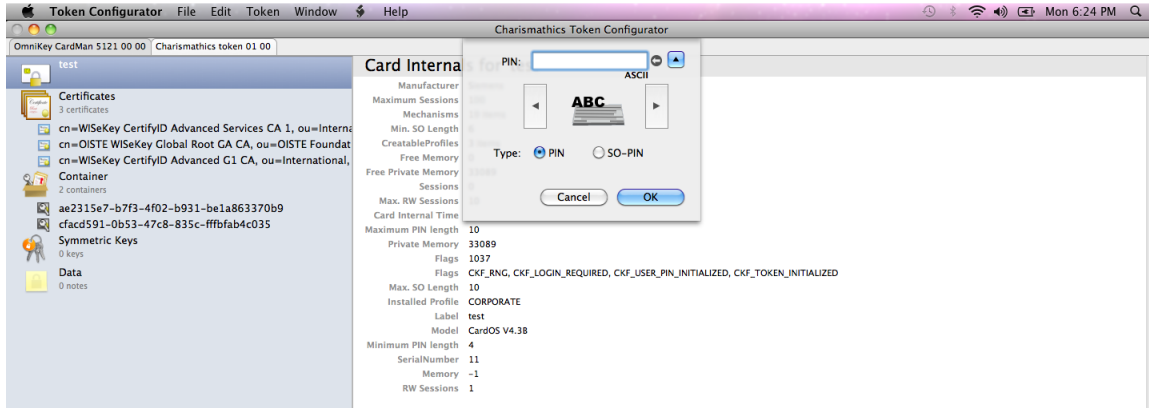 Token Configurator File Edit Token Window Help Mon 6:24 PM
Charismathics Token Configurator
OmniKey CardMan 5121 00 00 Charismathics token 01 00
test
Certificates
3 certificates
cn=WISeKey CertifyID Advanced Services CA 1, ou=Interna
cn=OISTE WISeKey Global Root GA CA, ou=OISTE Foundat
cn=WISeKey CertifyID Advanced G1 CA, ou=International,
Container
2 containers
ae2315e7-b7f3-4f02-b931-be1a863370b9
cfacd591-0b53-47c8-835c-fffbfab4c035
Symmetric Keys
0 keys
Data
0 notes
Card Internals for test
PIN:
ASCII
ABC
Type: PIN SO-PIN
Cancel OK
Manufacturer
Maximum Sessions
Mechanisms
Min. SO Length
CreatableProfiles
Free Memory
Free Private Memory 33089
Sessions
Max. RW Sessions
Card Internal Time
Maximum PIN length 10
Private Memory 33089
Flags 1037
Flags CKF_RNG, CKF_LOGIN_REQUIRED, CKF_USER_PIN_INITIALIZED, CKF_TOKEN_INITIALIZED
Max. SO Length 10
Installed Profile CORPORATE
Label test
Model CardOS V4.3B
Minimum PIN length 4
SerialNumber 11
Memory -1
RW Sessions 1